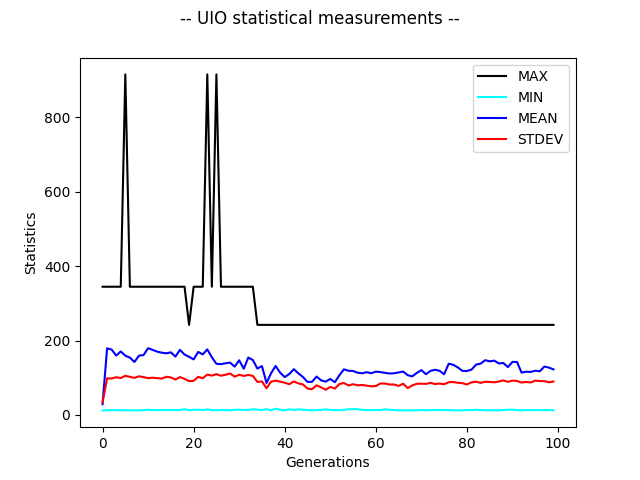 -- UIO statistical measurements --
MAX
MIN
MEAN
STDEV
Statistics
800
600
400
200
0
0 20 40 60 80 100
Generations